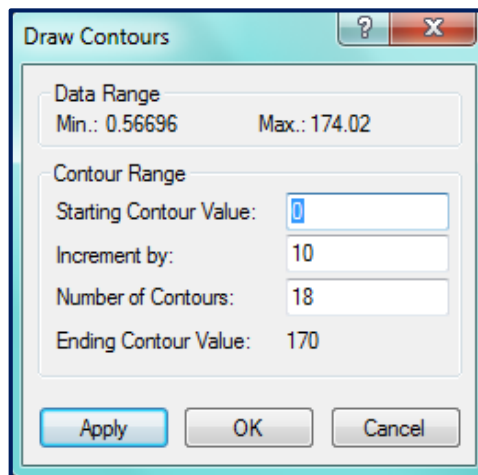 Draw Contours
?
X
Data Range
Min.: 0.56696 Max.: 174.02
Contour Range
Starting Contour Value: 0
Increment by: 10
Number of Contours: 18
Ending Contour Value: 170
Apply OK Cancel